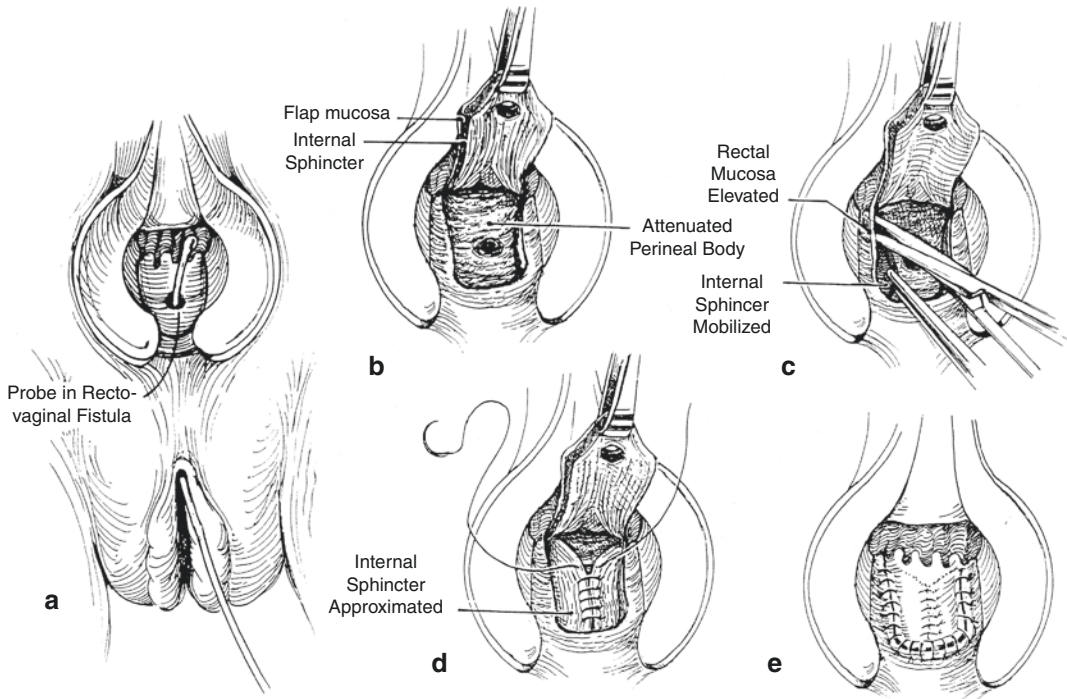 Probe in Recto-
vaginal Fistula
a
Flap mucosa
Internal
Sphincter
Attenuated
Perineal Body
b
Rectal
Mucosa
Elevated
Internal
Sphincer
Mobilized
c
Internal
Sphincter
Approximated
d
e